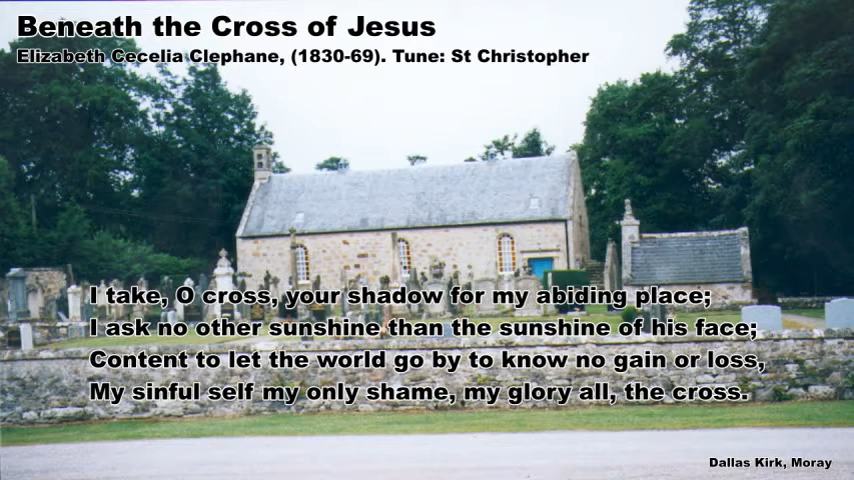 Beneath the Cross of Jesus
Elizabeth Cecelia Clephane, (1830-69). Tune: St Christopher
I take, O cross, your shadow for my abiding place;
I ask no other sunshine than the sunshine of his face;
Content to let the world go by to know no gain or loss,
My sinful self my only shame, my glory all, the cross.
Dallas Kirk, Moray